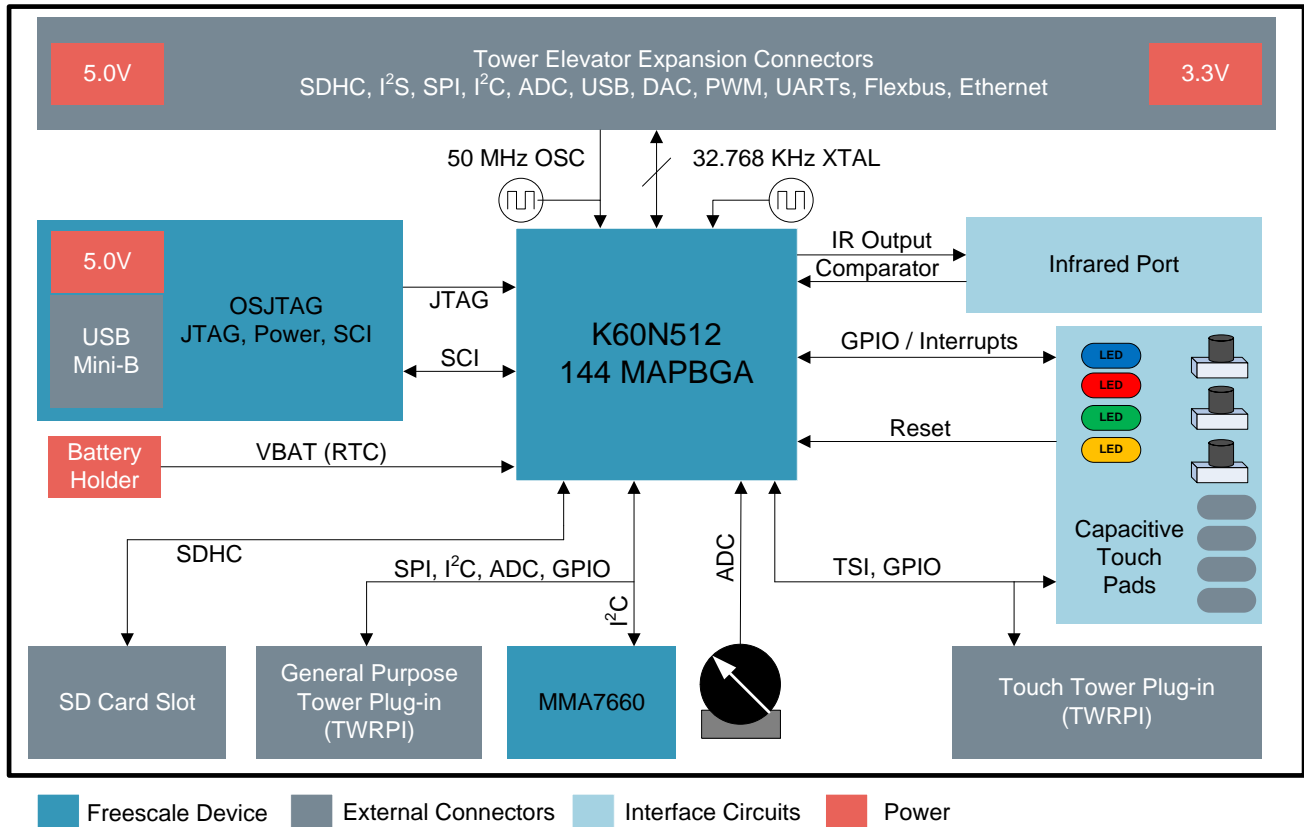 5.0V
Tower Elevator Expansion Connectors
SDHC, I²S, SPI, I²C, ADC, USB, DAC, PWM, UARTs, Flexbus, Ethernet
3.3V
50 MHz OSC
32.768 KHz XTAL
5.0V
USB
Mini-B
OSJTAG
JTAG, Power, SCI
JTAG
SCI
K60N512
144 MAPBGA
IR Output
Comparator
Infrared Port
GPIO / Interrupts
LED
LED
LED
LED
Reset
Battery
Holder
VBAT (RTC)
Capacitive
Touch
Pads
SDHC
SPI, I²C, ADC, GPIO
I²C
ADC
TSI, GPIO
SD Card Slot
General Purpose
Tower Plug-in
(TWRPI)
MMA7660
Touch Tower Plug-in
(TWRPI)
Freescale Device
External Connectors
Interface Circuits
Power